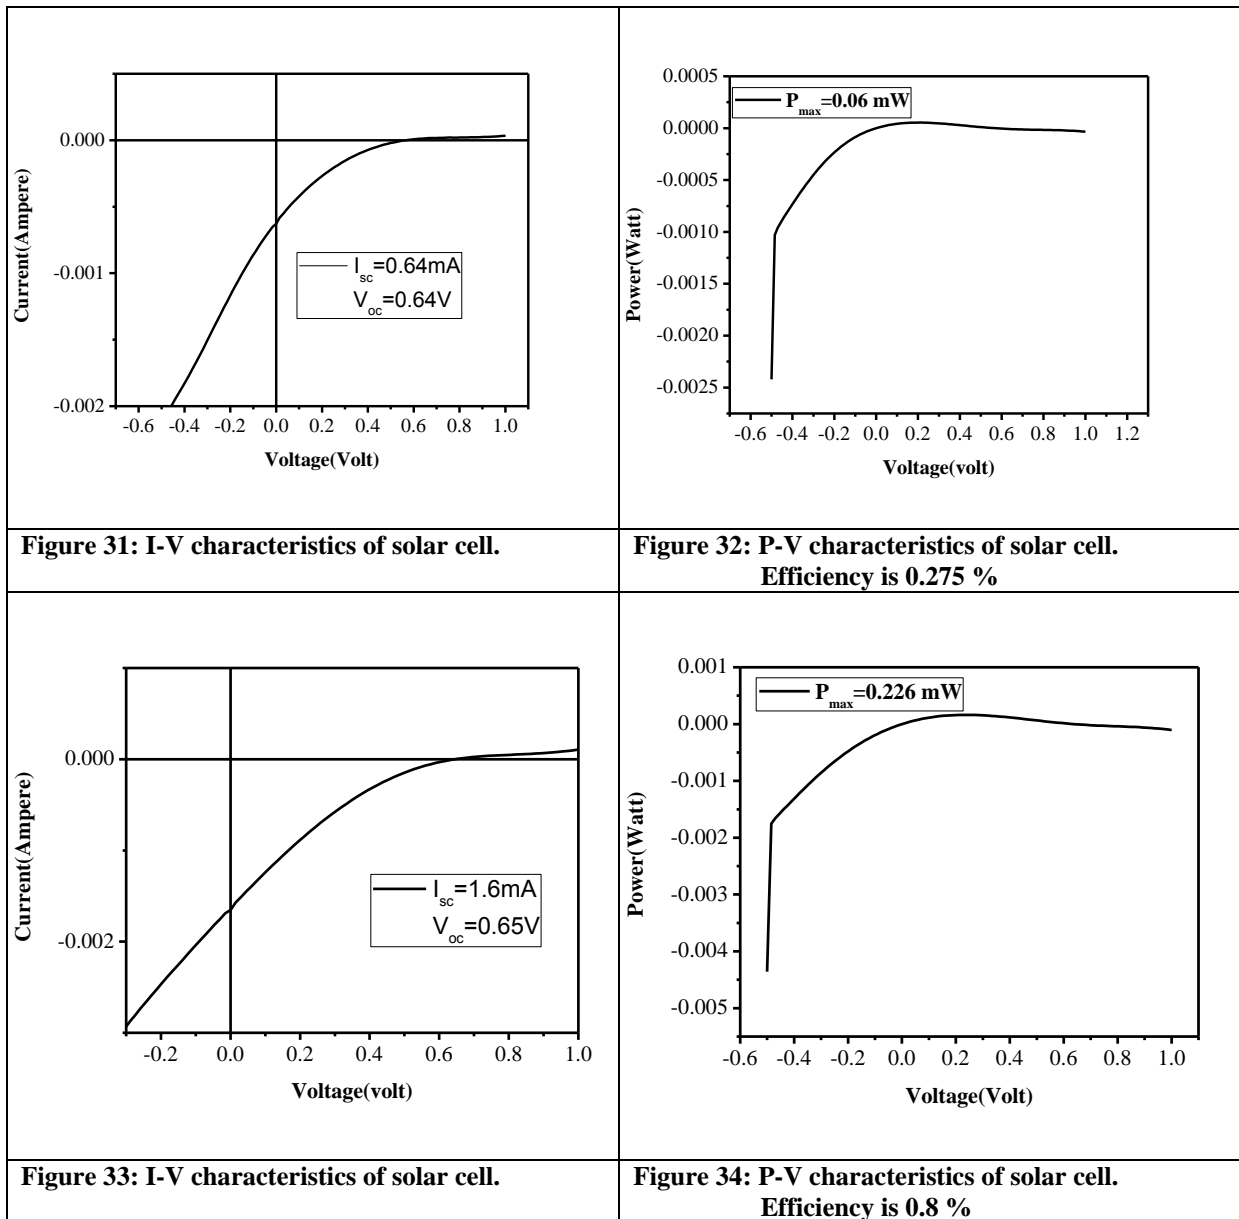 0.000
-0.001
-0.002
Current(Ampere)
I_sc=0.64mA
V_oc=0.64V
-0.6 -0.4 -0.2 0.0 0.2 0.4 0.6 0.8 1.0
Voltage(Volt)
0.0005
0.0000
-0.0005
-0.0010
-0.0015
-0.0020
-0.0025
Power(Watt)
P_max=0.06 mW
-0.6 -0.4 -0.2 0.0 0.2 0.4 0.6 0.8 1.0 1.2
Voltage(volt)
Figure 31: I-V characteristics of solar cell.
Figure 32: P-V characteristics of solar cell.
Efficiency is 0.275 %
0.000
-0.002
Current(Ampere)
I_sc=1.6mA
V_oc=0.65V
-0.2 0.0 0.2 0.4 0.6 0.8 1.0
Voltage(volt)
0.001
0.000
-0.001
-0.002
-0.003
-0.004
-0.005
Power(Watt)
P_max=0.226 mW
-0.6 -0.4 -0.2 0.0 0.2 0.4 0.6 0.8 1.0
Voltage(Volt)
Figure 33: I-V characteristics of solar cell.
Figure 34: P-V characteristics of solar cell.
Efficiency is 0.8 %